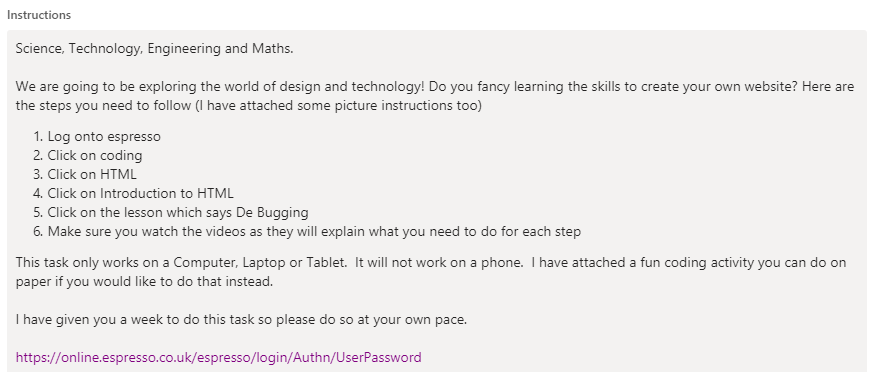 Instructions
Science, Technology, Engineering and Maths.
We are going to be exploring the world of design and technology! Do you fancy learning the skills to create your own website? Here are
the steps you need to follow (I have attached some picture instructions too)
1. Log onto espresso
2. Click on coding
3. Click on HTML
4. Click on Introduction to HTML
5. Click on the lesson which says De Bugging
6. Make sure you watch the videos as they will explain what you need to do for each step
This task only works on a Computer, Laptop or Tablet.  It will not work on a phone.  I have attached a fun coding activity you can do on
paper if you would like to do that instead.
I have given you a week to do this task so please do so at your own pace.
https://online.espresso.co.uk/espresso/login/Authn/UserPassword